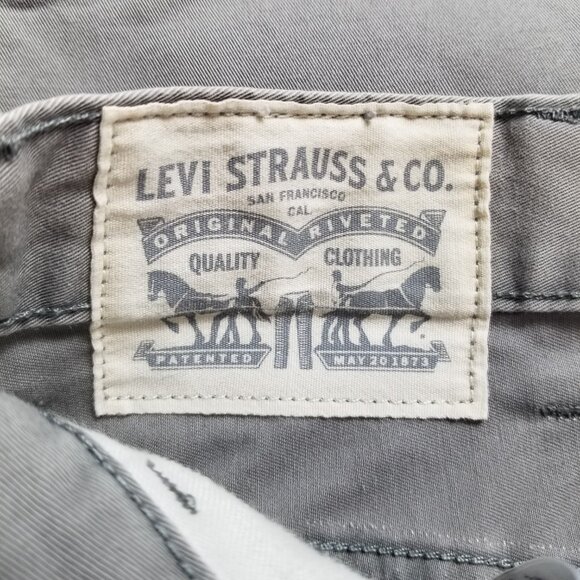 LEVI STRAUSS & CO.
SAN FRANCISCO
CAL
ORIGINAL RIVETED
QUALITY CLOTHING
PATENTED MAY 20 1873